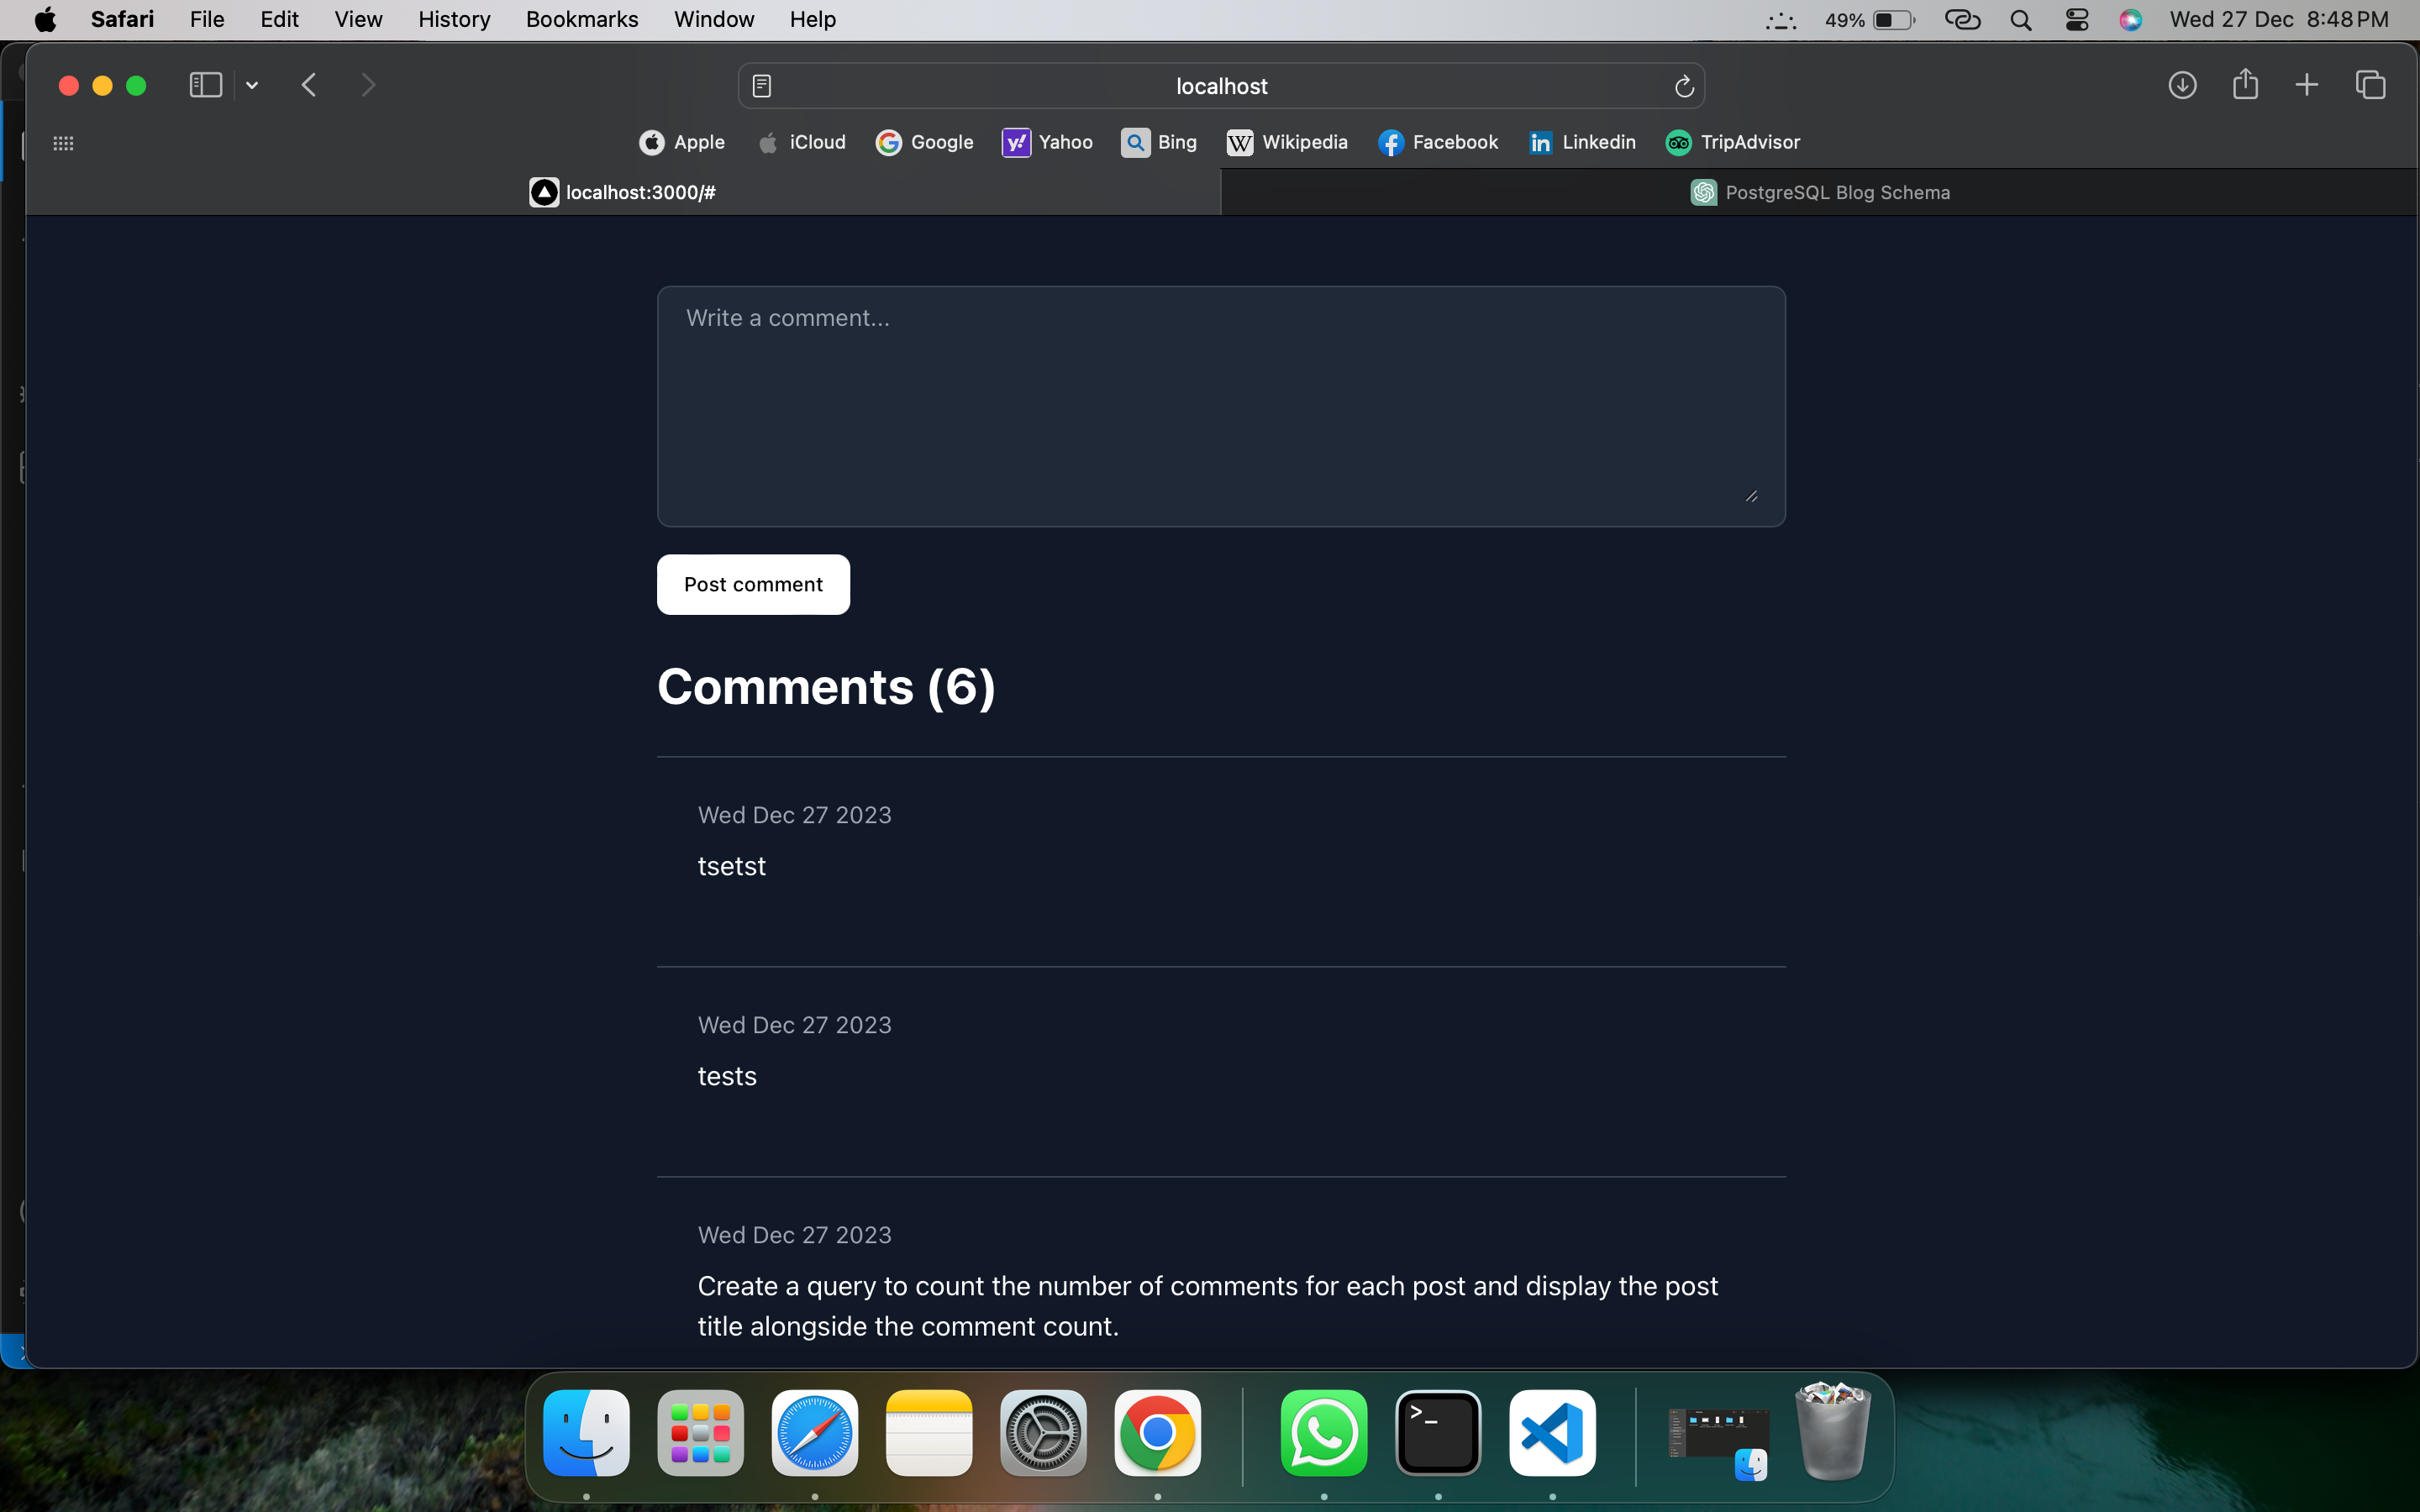 Safari File Edit View History Bookmarks Window Help 49% Wed 27 Dec 8:48 PM
localhost
Apple iCloud Google Yahoo Bing Wikipedia Facebook Linkedin TripAdvisor
localhost:3000/# PostgreSQL Blog Schema
Write a comment...
Post comment
Comments (6)
Wed Dec 27 2023
tsetst
Wed Dec 27 2023
tests
Wed Dec 27 2023
Create a query to count the number of comments for each post and display the post
title alongside the comment count.